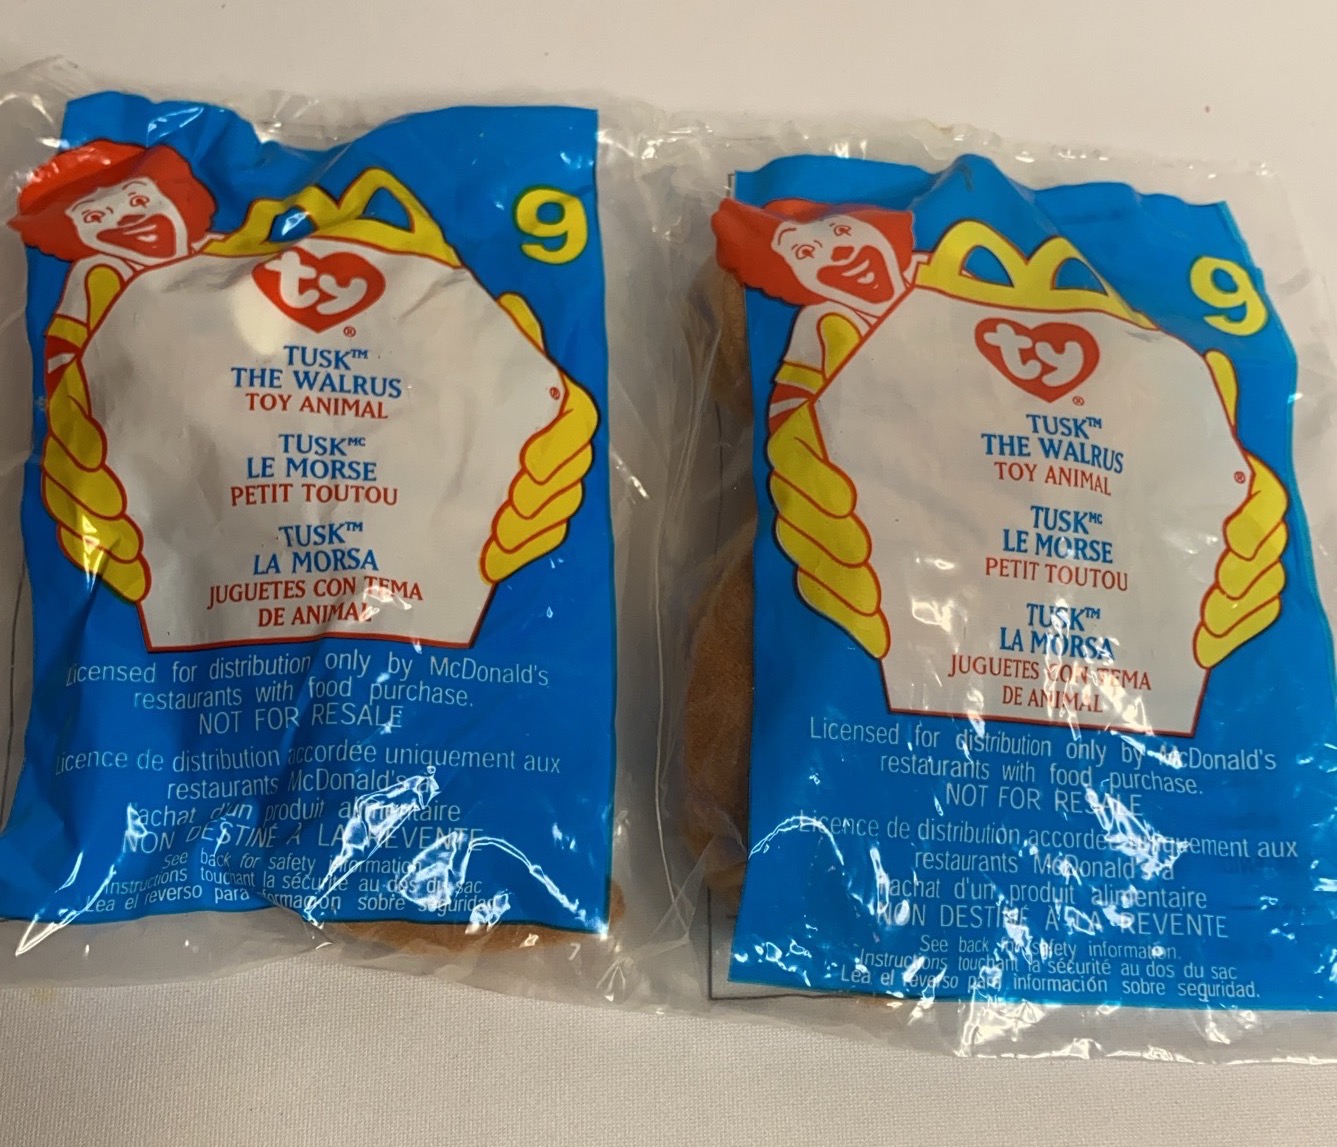 9
ty
®
TUSK™
THE WALRUS
TOY ANIMAL
TUSKMC
LE MORSE
PETIT TOUTOU
TUSK™
LA MORSA
JUGUETES CON TEMA
DE ANIMAL
®
Licensed for distribution only by McDonald's
restaurants with food purchase.
NOT FOR RESALE
Licence de distribution accordée uniquement aux
restaurants McDonald's
achat d'un produit alimentaire
NON DESTINÉ À LA REVENTE
See back for safety information
Instructions touchant la sécurité au dos du sac
Lea el reverso para información sobre seguridad
9
ty
®
TUSK™
THE WALRUS
TOY ANIMAL
TUSKMC
LE MORSE
PETIT TOUTOU
TUSK™
LA MORSA
JUGUETES CON TEMA
DE ANIMAL
®
Licensed for distribution only by McDonald's
restaurants with food purchase.
NOT FOR RESALE
Licence de distribution accordée uniquement aux
restaurants McDonald's à
l'achat d'un produit alimentaire
NON DESTINÉ À LA REVENTE
See back for safety information.
Instructions touchant la sécurité au dos du sac
Lea el reverso para información sobre seguridad.